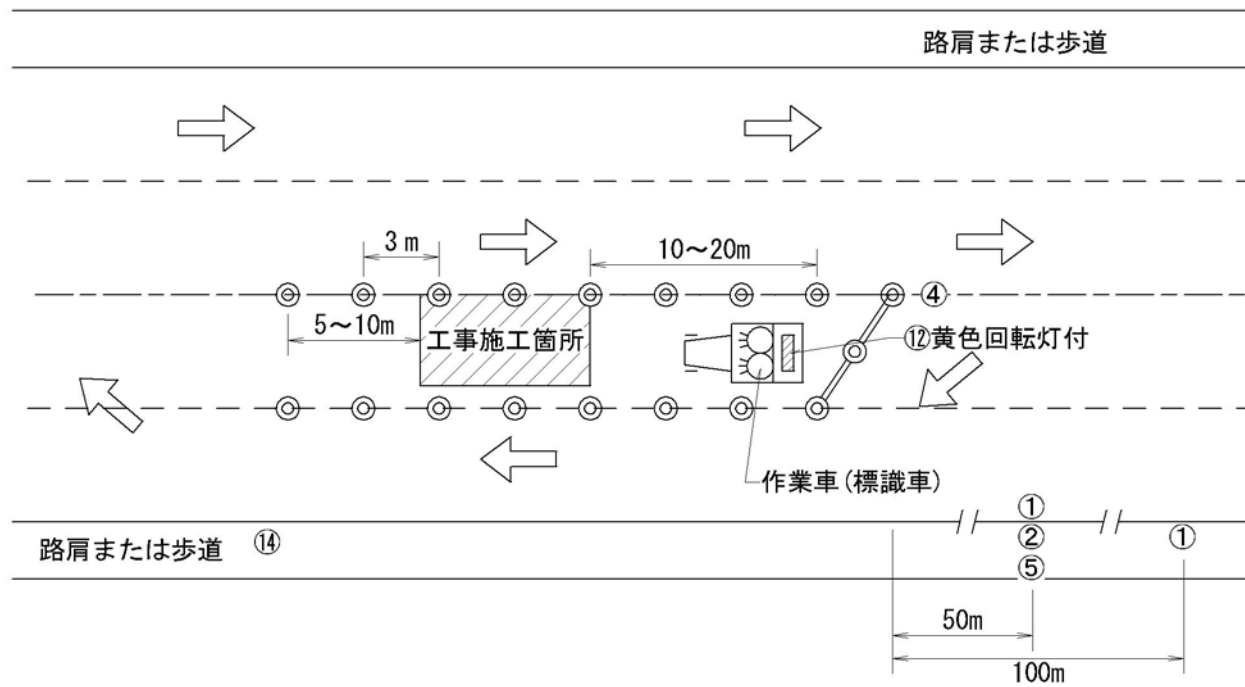 路肩または歩道
3 m
10~20m
④
5~10m
工事施工箇所
⑫黄色回転灯付
作業車(標識車)
①
路肩または歩道
⑭
②
①
⑤
50m
100m